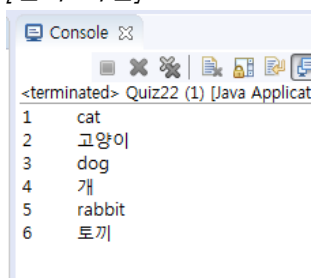 Console
<terminated> Quiz22 (1) [Java Applicat
1 cat
2 고양이
3 dog
4 개
5 rabbit
6 토끼